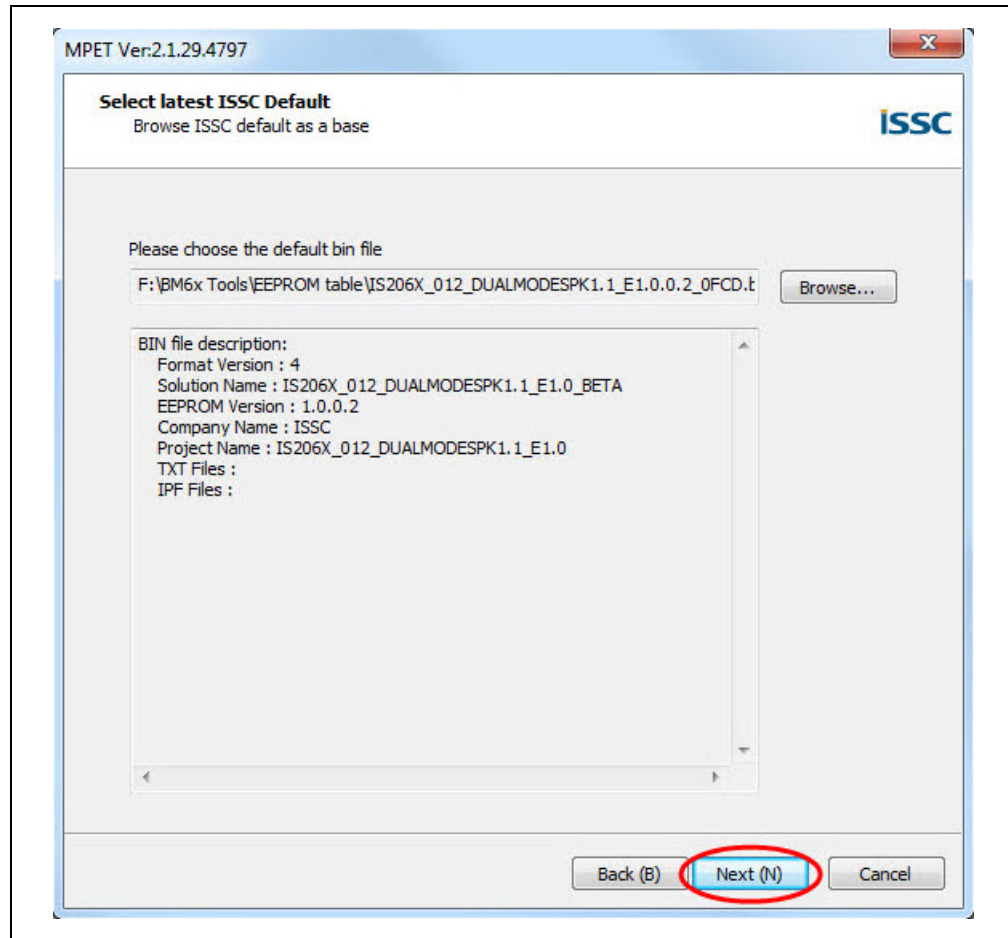 MPET Ver:2.1.29.4797
Select latest ISSC Default
Browse ISSC default as a base
ISSC
Please choose the default bin file
F:\BM6x Tools\EEPROM table\IS206X_012_DUALMODESPK1.1_E1.0.0.2_0FCD.b
Browse...
BIN file description:
Format Version : 4
Solution Name : IS206X_012_DUALMODESPK1.1_E1.0_BETA
EEPROM Version : 1.0.0.2
Company Name : ISSC
Project Name : IS206X_012_DUALMODESPK1.1_E1.0
TXT Files :
IPF Files :
Back (B)
Next (N)
Cancel